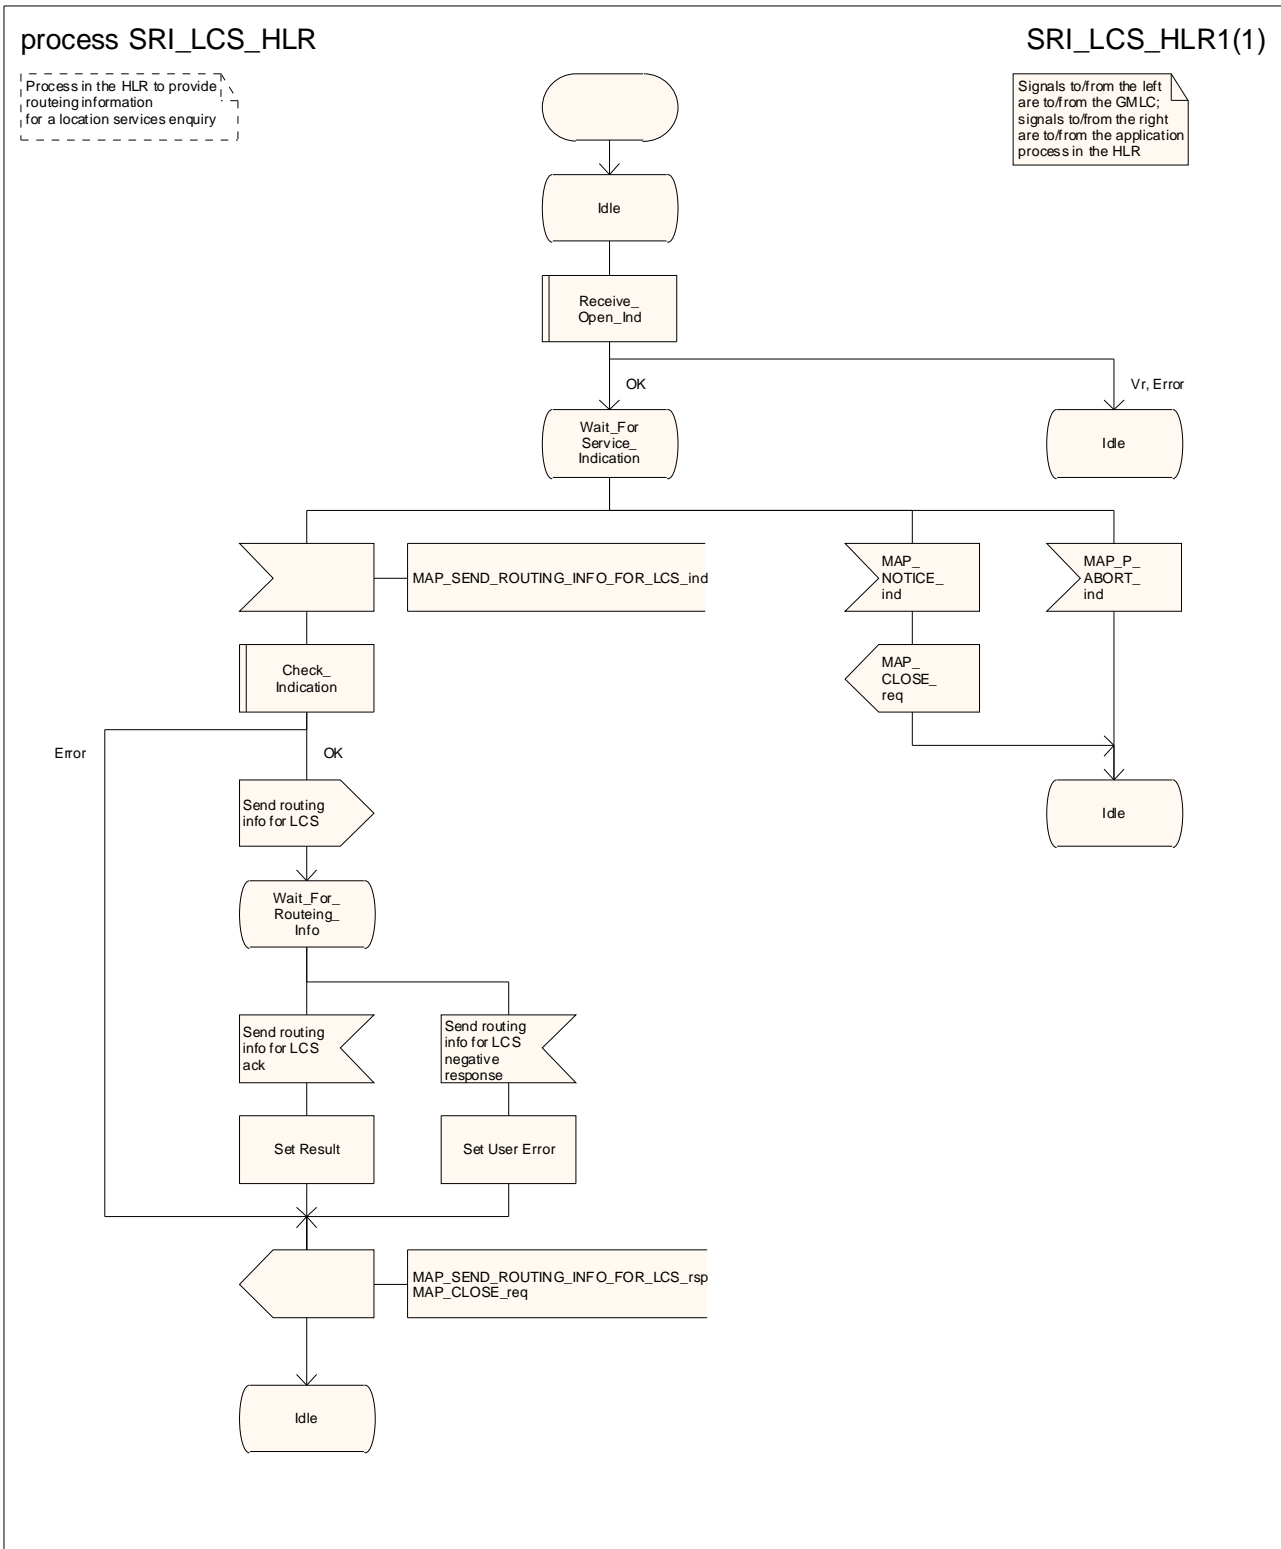 process SRI_LCS_HLR
SRI_LCS_HLR1(1)
Process in the HLR to provide
routeing information
for a location services enquiry
Signals to/from the left
are to/from the GMLC;
signals to/from the right
are to/from the application
process in the HLR
Idle
Receive_
Open_Ind
OK
Vr, Error
Wait_For
Service_
Indication
Idle
MAP_SEND_ROUTING_INFO_FOR_LCS_ind
MAP_
NOTICE_
ind
MAP_P_
ABORT_
ind
Check_
Indication
MAP_
CLOSE_
req
Error
OK
Send routing
info for LCS
Idle
Wait_For_
Routeing_
Info
Send routing
info for LCS
ack
Send routing
info for LCS
negative
response
Set Result
Set User Error
MAP_SEND_ROUTING_INFO_FOR_LCS_rsp
MAP_CLOSE_req
Idle